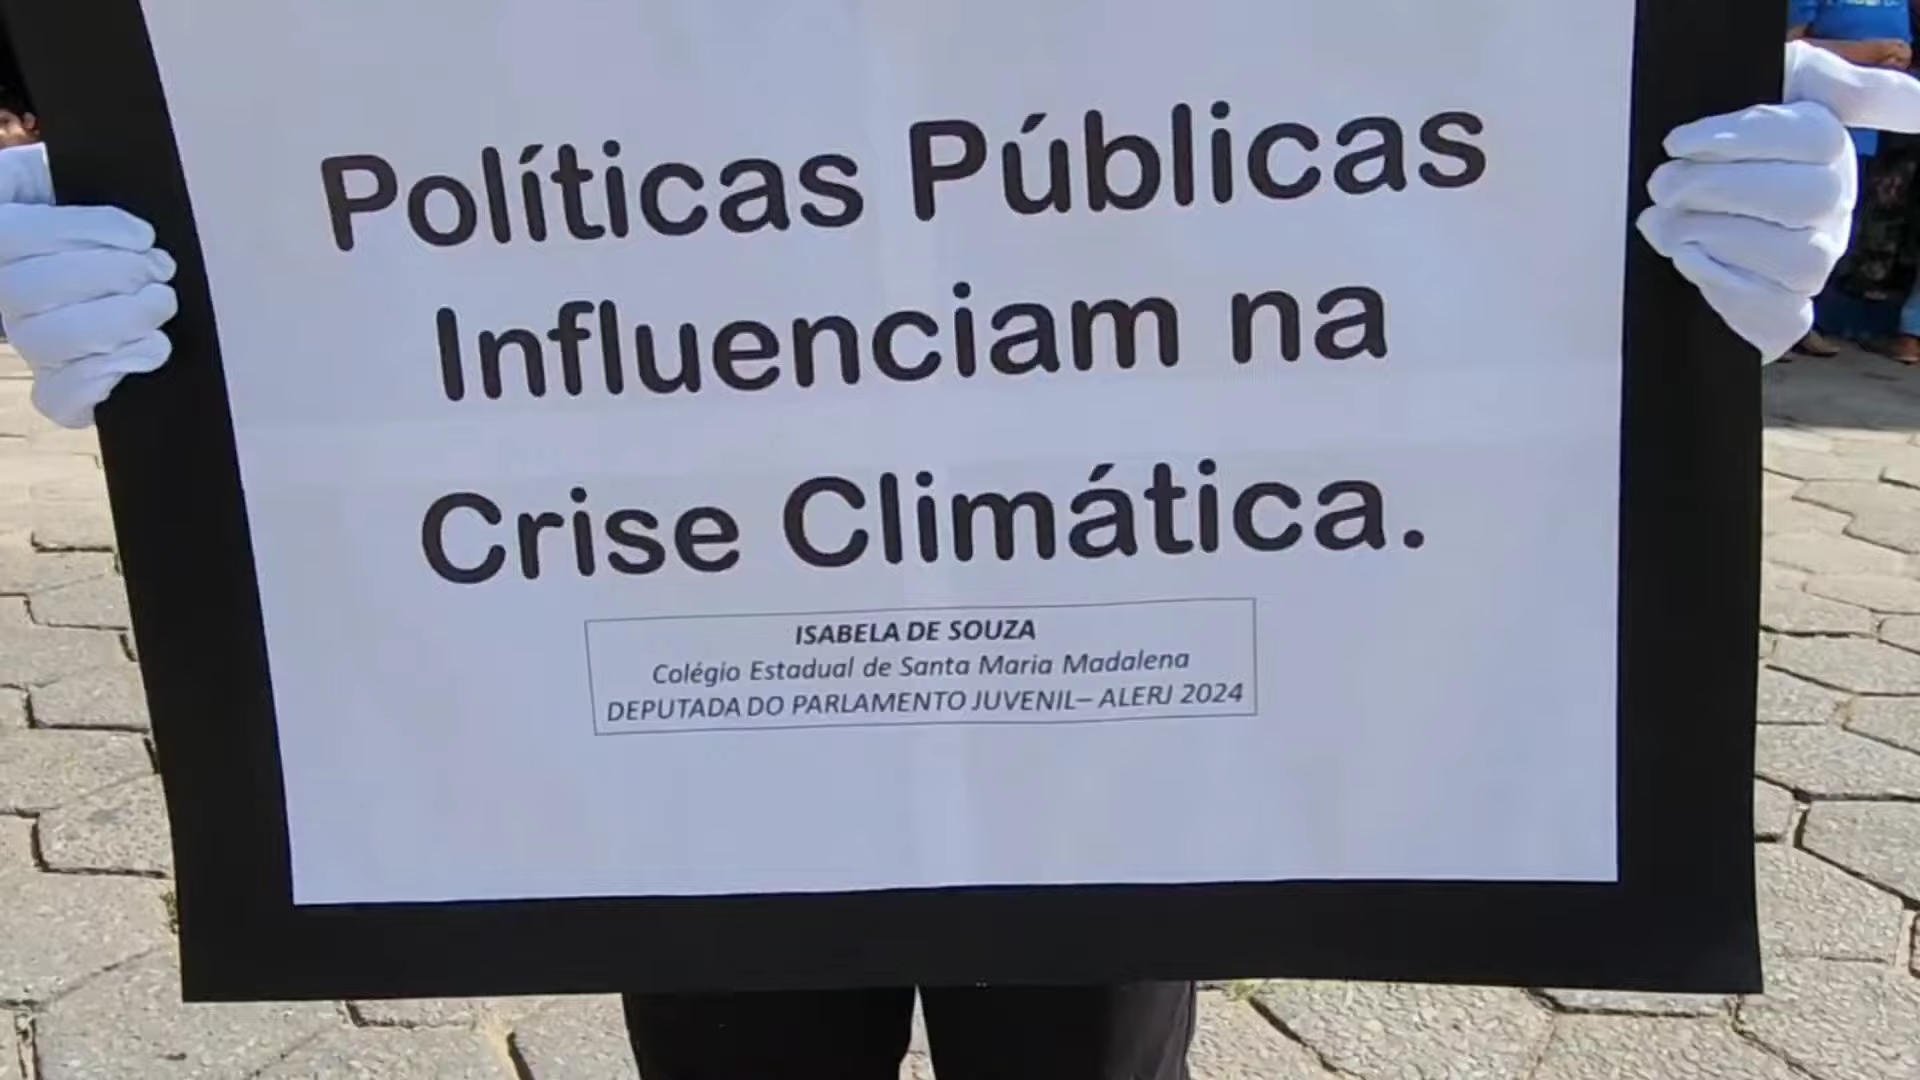 Políticas Públicas
Influenciam na
Crise Climática.
ISABELA DE SOUZA
Colégio Estadual de Santa Maria Madalena
DEPUTADA DO PARLAMENTO JUVENIL– ALERJ 2024